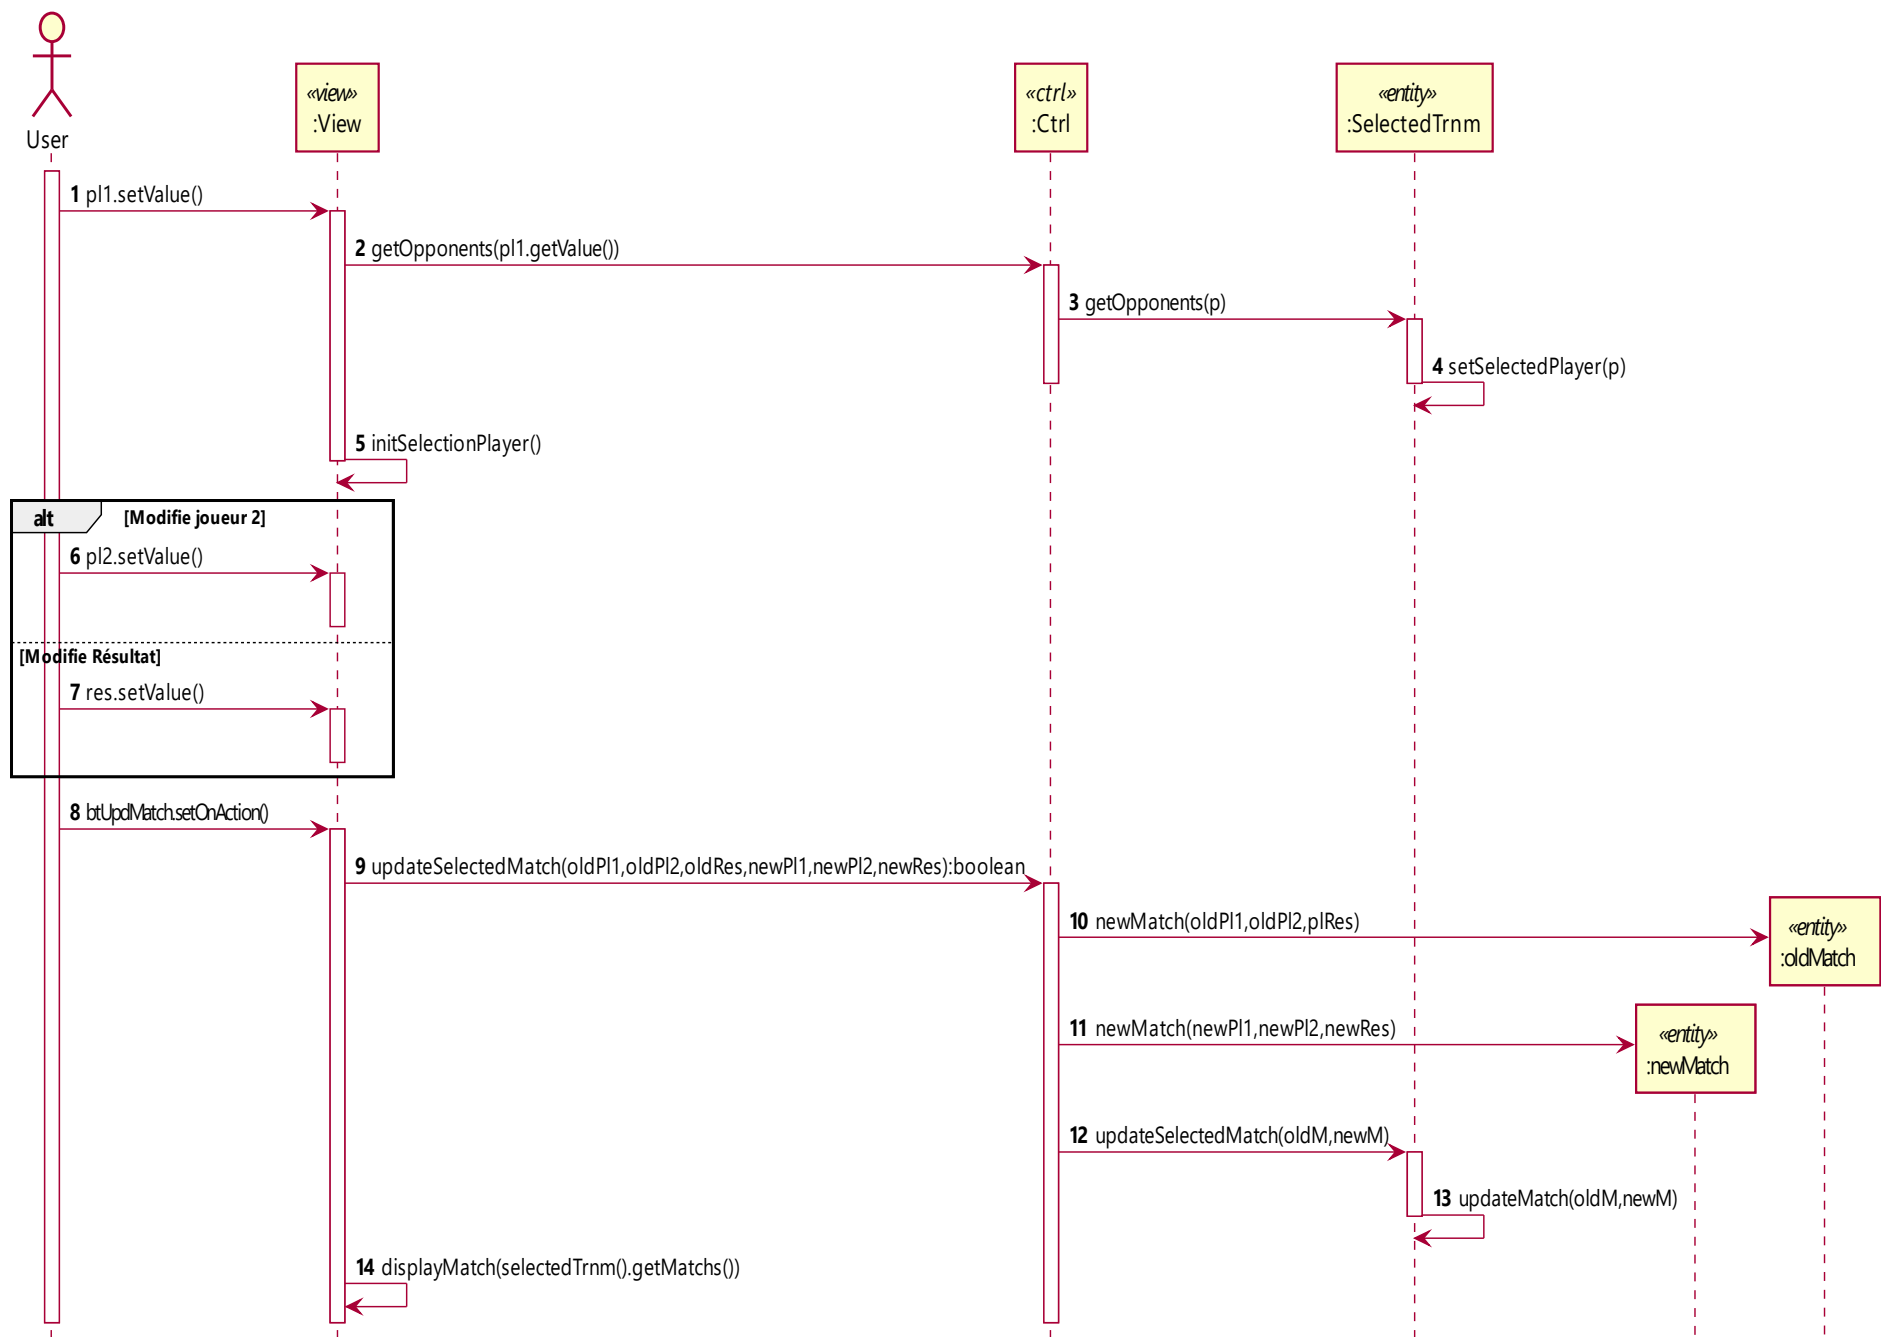 User
«view»
:View
«ctrl»
:Ctrl
«entity»
:SelectedTrnm
1 pl1.setValue()
2 getOpponents(pl1.getValue())
3 getOpponents(p)
4 setSelectedPlayer(p)
5 initSelectionPlayer()
alt [Modifie joueur 2]
6 pl2.setValue()
[Modifie Résultat]
7 res.setValue()
8 btUpdMatch.setOnAction()
9 updateSelectedMatch(oldPl1,oldPl2,oldRes,newPl1,newPl2,newRes):boolean
10 newMatch(oldPl1,oldPl2,plRes)
«entity»
:oldMatch
11 newMatch(newPl1,newPl2,newRes)
«entity»
:newMatch
12 updateSelectedMatch(oldM,newM)
13 updateMatch(oldM,newM)
14 displayMatch(selectedTrnm().getMatchs())